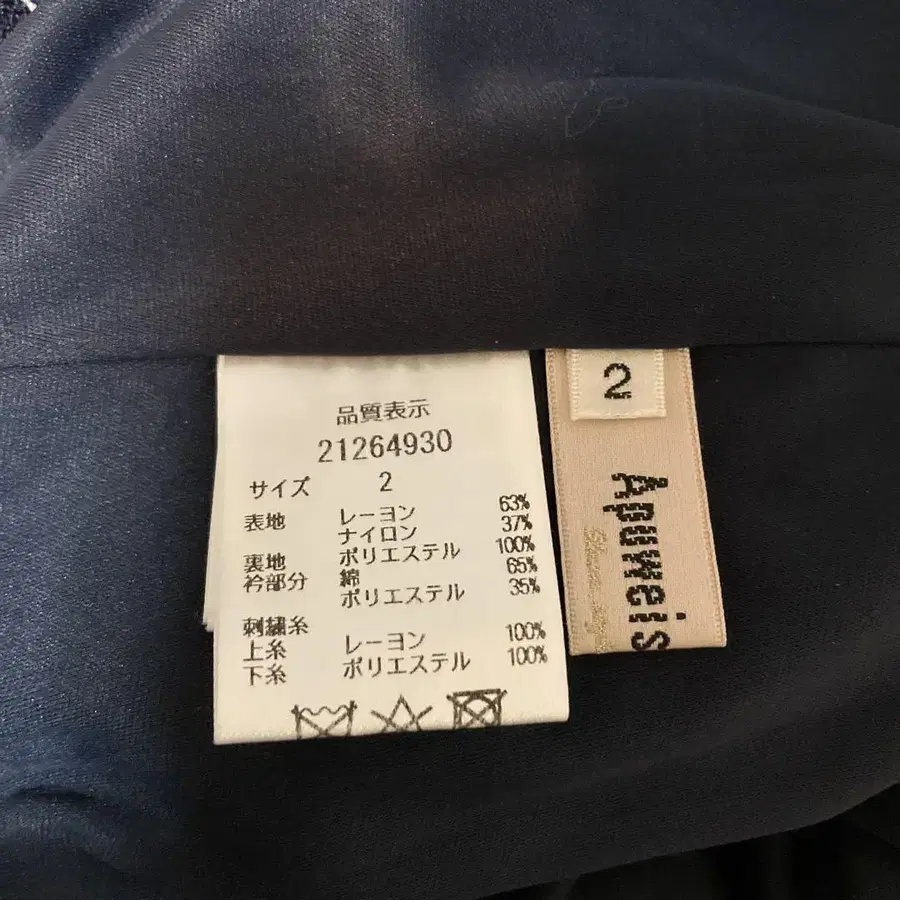 品質表示
21264930
サイズ 2
表地 レーヨン 63%
ナイロン 37%
裏地 ポリエステル 100%
衿部分 綿 65%
ポリエステル 35%
刺繍糸
上糸 レーヨン 100%
下糸 ポリエステル 100%
2
Apuweis